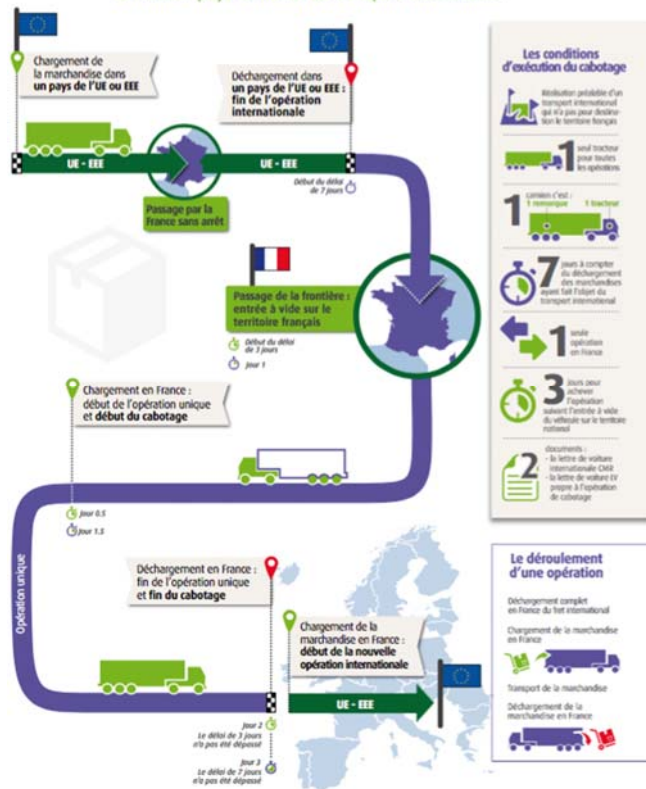 Chargement de
la marchandise dans
un pays de l'UE ou EEE
Déchargement dans
un pays de l'UE ou EEE :
fin de l'opération
internationale
UE - EEE
UE - EEE
Début du délai
de 7 jours
Passage par la
France sans arrêt
Passage de la frontière :
entrée à vide sur le
territoire français
Début du délai
de 3 jours
Jour 1
Chargement en France :
début de l'opération unique
et début du cabotage
Jour 0.5
Jour 1.5
Opération unique
Déchargement en France :
fin de l'opération unique
et fin du cabotage
Chargement de la
marchandise en France :
début de la nouvelle
opération internationale
UE - EEE
Jour 2
Le délai de 3 jours
n'a pas été dépassé
Jour 3
Le délai de 7 jours
n'a pas été dépassé
Les conditions
d'exécution du cabotage
Réalisation préalable d'un
transport international
qui n'a pas pour destina-
tion le territoire français
1 seul tracteur
pour toutes
les opérations
1 camion c'est :
1 remorque 1 tracteur
7 jours à compter
du déchargement
des marchandises
ayant fait l'objet du
transport international
1 seule
opération
en France
3 jours pour
achever
l'opération
suivant l'entrée à vide
du véhicule sur le territoire
national
2 documents :
- la lettre de voiture
internationale CMR
- la lettre de voiture
propre à l'opération
de cabotage
Le déroulement
d'une opération
Déchargement complet
en France du fret international
Chargement de la marchandise
en France
Transport de la marchandise
Déchargement de la
marchandise en France